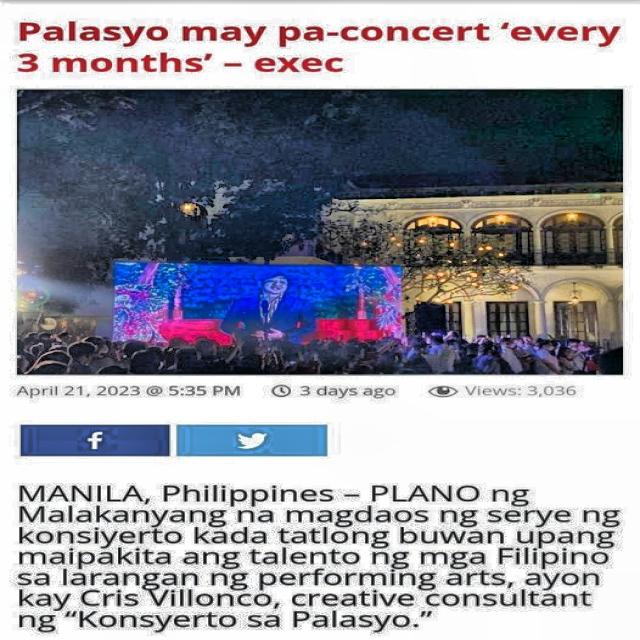 Palasyo may pa-concert ‘every
3 months’ – exec
April 21, 2023 @ 5:35 PM 3 days ago Views: 3,036
MANILA, Philippines – PLANO ng
Malakanyang na magdaos ng serye ng
konsiyerto kada tatlong buwan upang
maipakita ang talento ng mga Filipino
sa larangan ng performing arts, ayon
kay Cris Villonco, creative consultant
ng “Konsyerto sa Palasyo.”